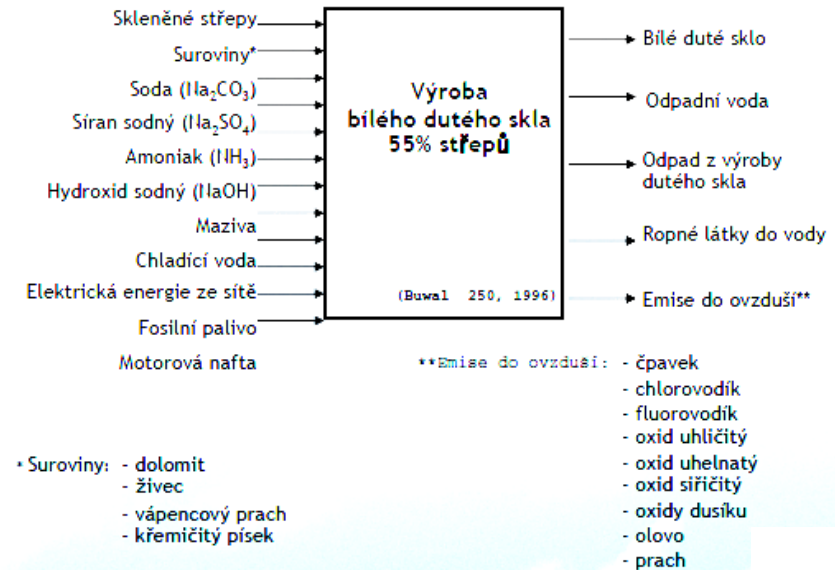 Skleněné střepy
Suroviny*
Soda (Na₂CO₃)
Síran sodný (Na₂SO₄)
Amoniak (NH₃)
Hydroxid sodný (NaOH)
Maziva
Chladící voda
Elektrická energie ze sítě
Fosilní palivo
Motorová nafta
Výroba
bílého dutého skla
55% střepů
(Buwal 250, 1996)
Bílé duté sklo
Odpadní voda
Odpad z výroby
dutého skla
Ropné látky do vody
Emise do ovzduší**
**Emise do ovzduší: - čpavek
- chlorovodík
- fluorovodík
- oxid uhličitý
- oxid uhelnatý
- oxid siřičitý
- oxidy dusíku
- olovo
- prach
* Suroviny: - dolomit
- živec
- vápencový prach
- křemičitý písek